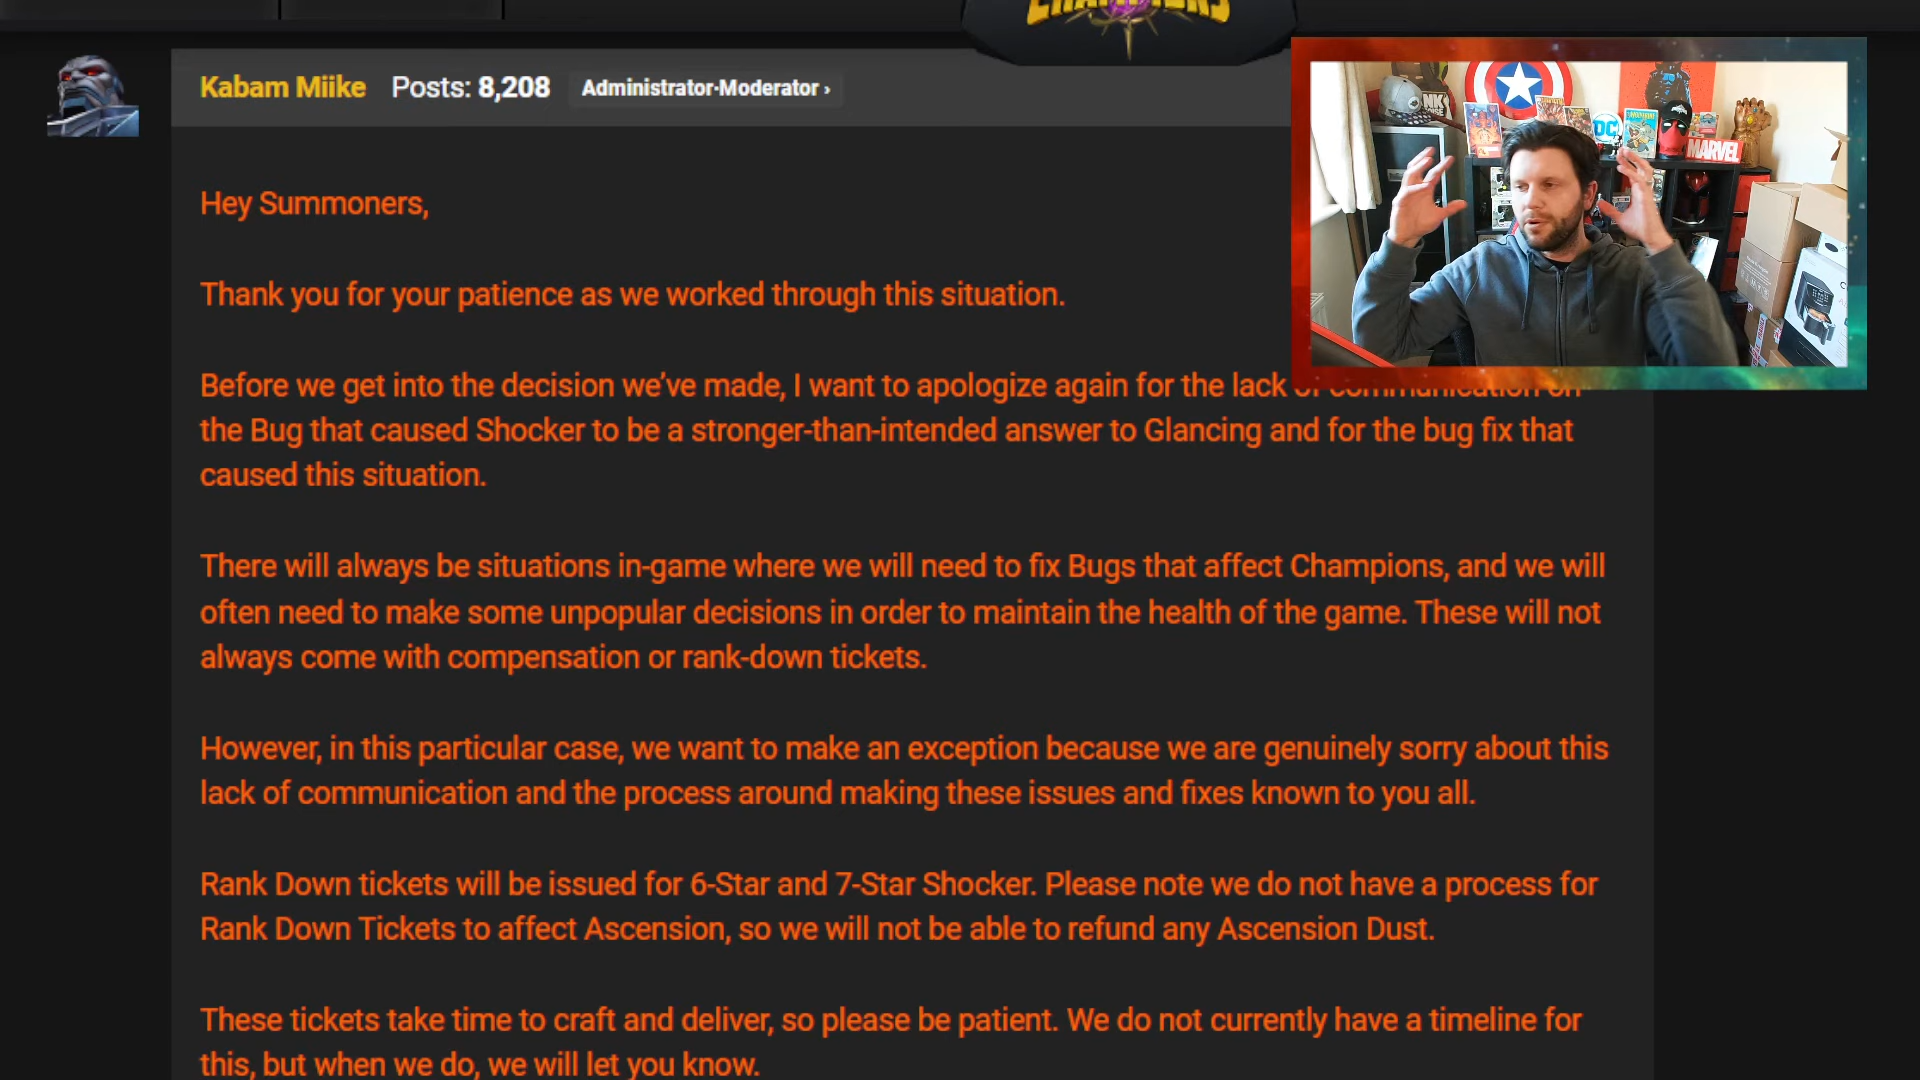 CHAMPIONS
Kabam Miike Posts: 8,208 Administrator·Moderator ›
Hey Summoners,
Thank you for your patience as we worked through this situation.
Before we get into the decision we’ve made, I want to apologize again for the lack of communication on
the Bug that caused Shocker to be a stronger-than-intended answer to Glancing and for the bug fix that
caused this situation.
There will always be situations in-game where we will need to fix Bugs that affect Champions, and we will
often need to make some unpopular decisions in order to maintain the health of the game. These will not
always come with compensation or rank-down tickets.
However, in this particular case, we want to make an exception because we are genuinely sorry about this
lack of communication and the process around making these issues and fixes known to you all.
Rank Down tickets will be issued for 6-Star and 7-Star Shocker. Please note we do not have a process for
Rank Down Tickets to affect Ascension, so we will not be able to refund any Ascension Dust.
These tickets take time to craft and deliver, so please be patient. We do not currently have a timeline for
this, but when we do, we will let you know.
DC
MARVEL